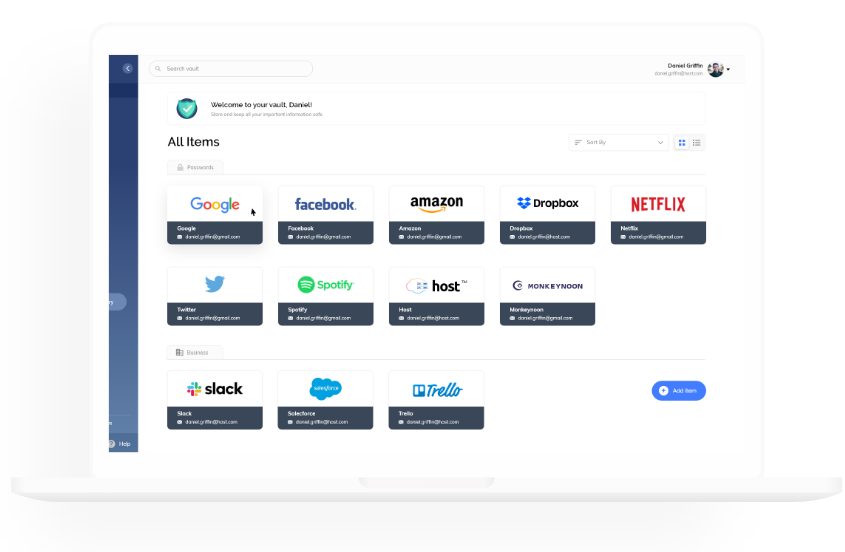 Search vault
Daniel Griffin
daniel.griffin@host.com
Welcome to your vault, Daniel!
Store and keep all your important information safe
All Items
Sort By
Passwords
Google
facebook.
amazon
Dropbox
NETFLIX
Google
daniel.griffin@gmail.com
Facebook
daniel.griffin@gmail.com
Amazon
daniel.griffin@gmail.com
Dropbox
daniel.griffin@host.com
Netflix
daniel.griffin@gmail.com
Spotify
host™
MONKEYNOON
Twitter
daniel.griffin@gmail.com
Spotify
daniel.griffin@gmail.com
Host
daniel.griffin@gmail.com
Monkeynoon
daniel.griffin@gmail.com
Business
slack
salesforce
Trello
Add item
Slack
daniel.griffin@host.com
Salesforce
daniel.griffin@host.com
Trello
daniel.griffin@host.com
Help